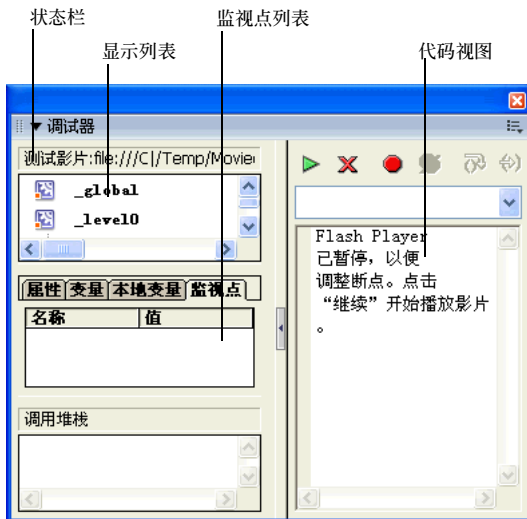 状态栏
监视点列表
显示列表
代码视图
调试器
测试影片:file:///C|/Temp/Movie
_global
_level0
Flash Player
已暂停，以便
调整断点。点击
“继续”开始播放影片
。
属性 变量 本地变量 监视点
名称 值
调用堆栈